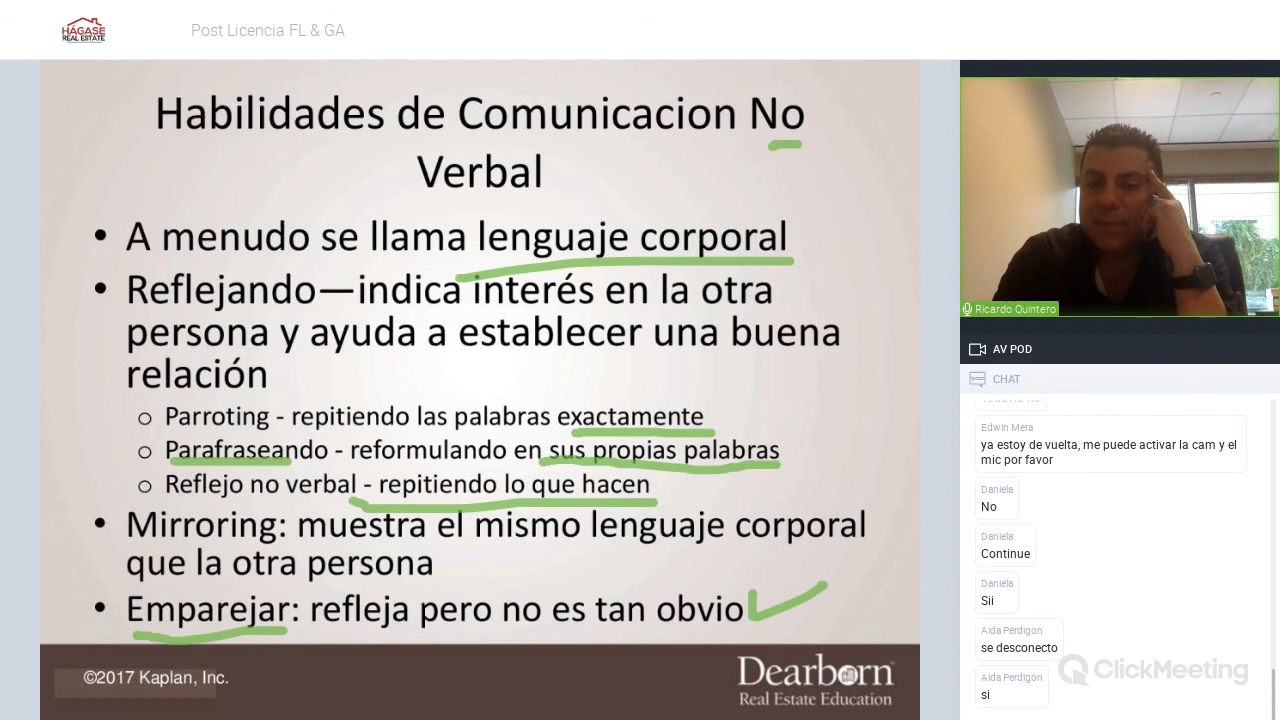 HÁGASE
REAL ESTATE
Post Licencia FL & GA
Habilidades de Comunicacion No
Verbal
• A menudo se llama lenguaje corporal
• Reflejando—indica interés en la otra
persona y ayuda a establecer una buena
relación
o Parroting - repitiendo las palabras exactamente
o Parafraseando - reformulando en sus propias palabras
o Reflejo no verbal - repitiendo lo que hacen
• Mirroring: muestra el mismo lenguaje corporal
que la otra persona
• Emparejar: refleja pero no es tan obvio
©2017 Kaplan, Inc.
Dearborn
Real Estate Education
Ricardo Quintero
AV POD
CHAT
Edwin Mera
ya estoy de vuelta, me puede activar la cam y el
mic por favor
Daniela
No
Daniela
Continue
Daniela
Sii
Aida Perdigon
se desconecto
Aida Perdigon
si
ClickMeeting